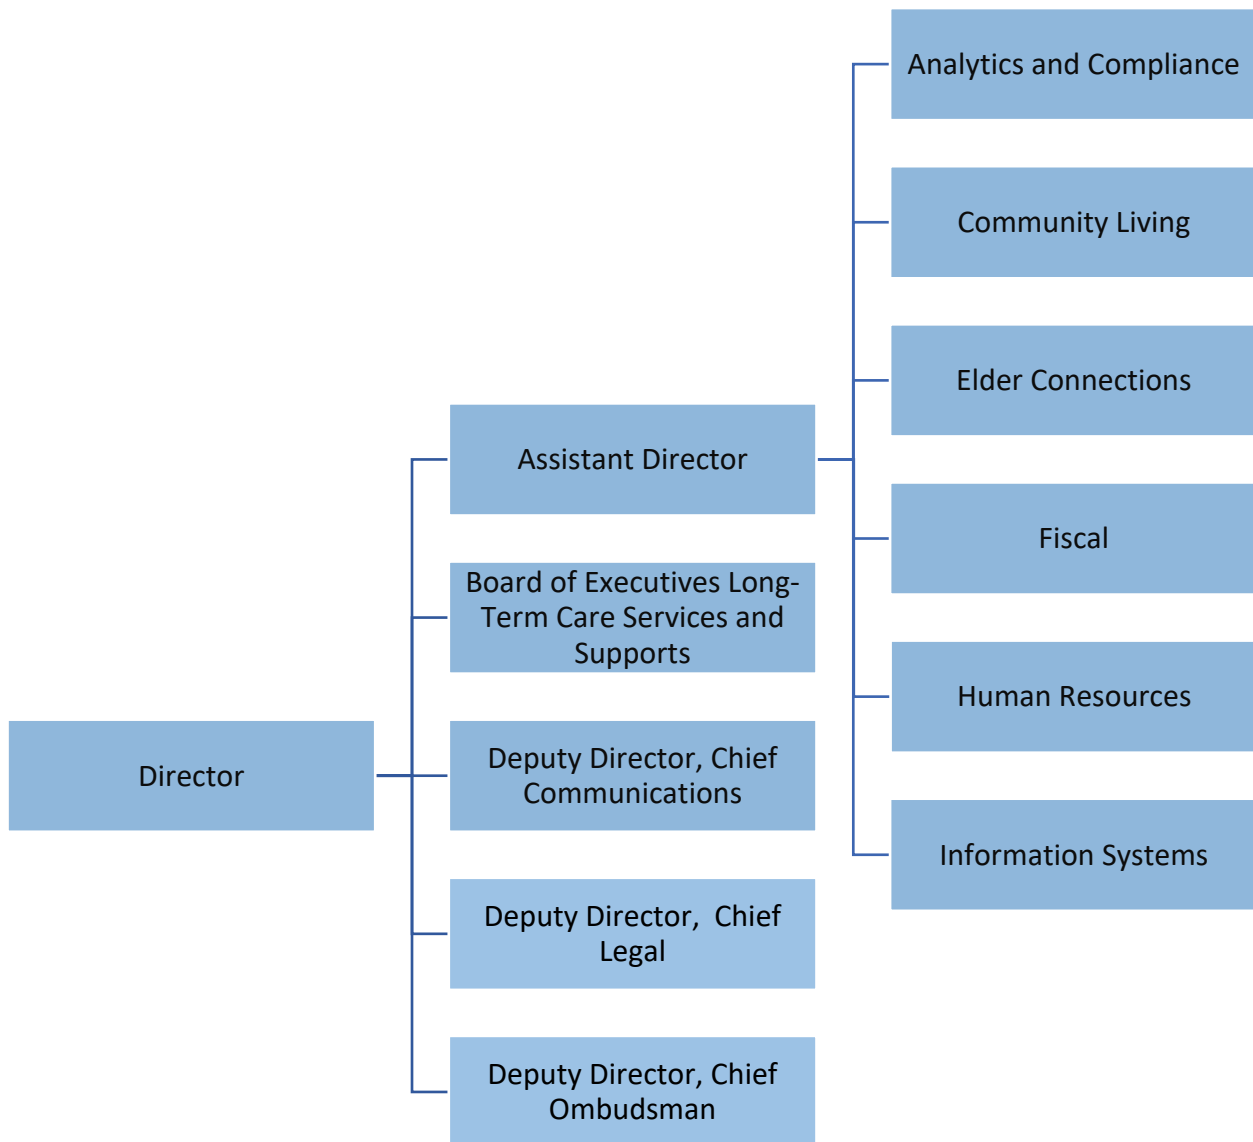 Director
Assistant Director
Board of Executives Long-
Term Care Services and
Supports
Deputy Director, Chief
Communications
Deputy Director,  Chief
Legal
Deputy Director, Chief
Ombudsman
Analytics and Compliance
Community Living
Elder Connections
Fiscal
Human Resources
Information Systems